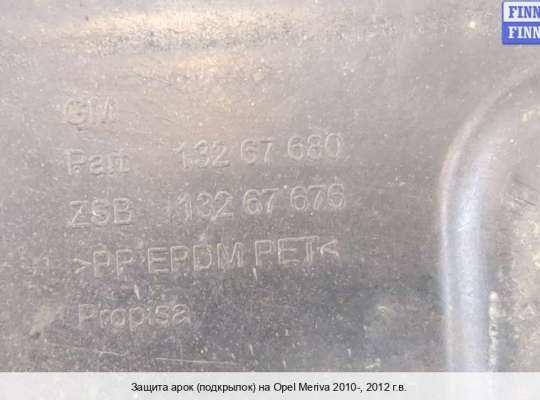 FINN
FINN
GM
Part 13267680
ZSB 13267676
>PP EPDM PET<
Propisa
Защита арок (подкрылок) на Opel Meriva 2010-, 2012 г.в.